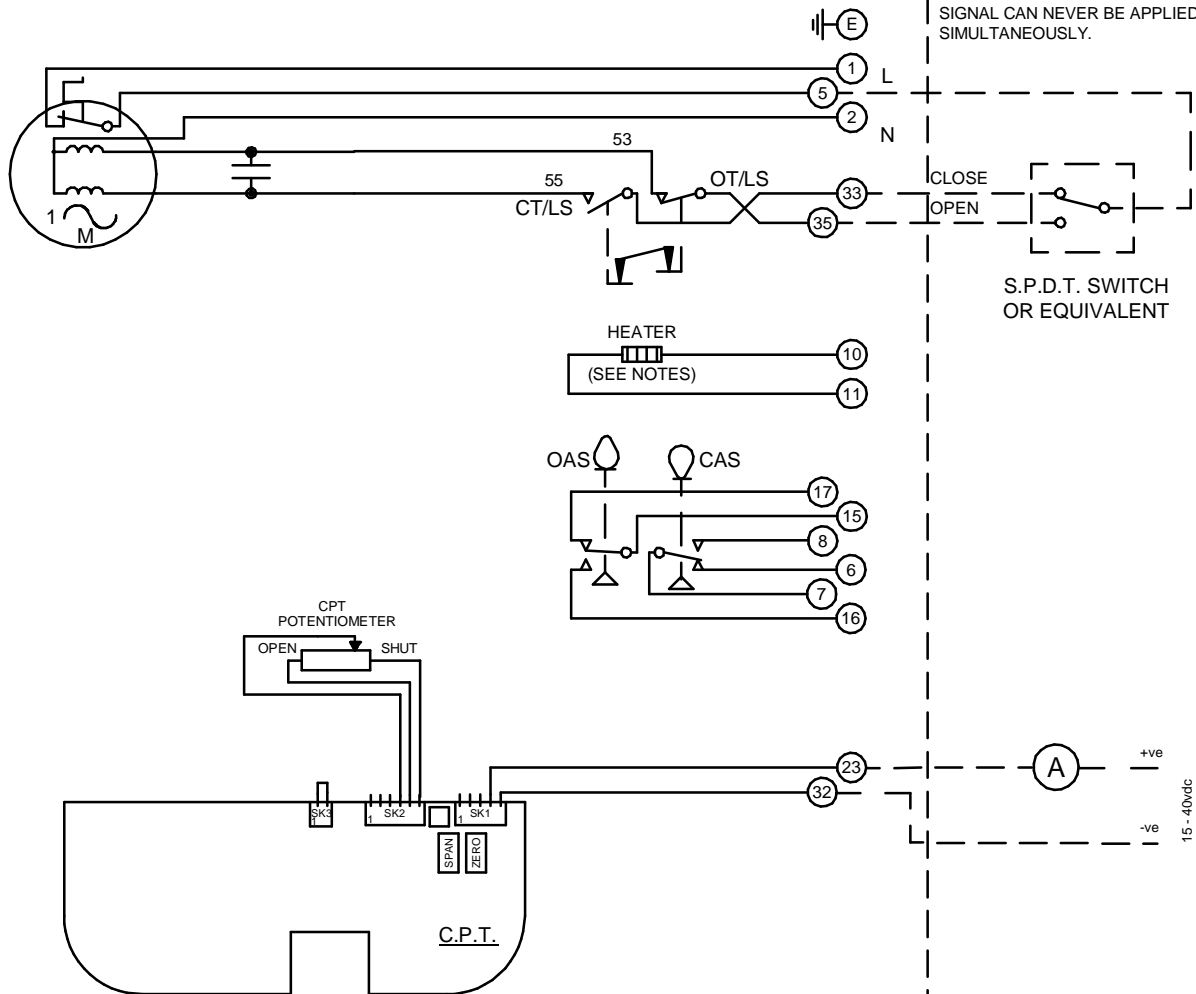 SIGNAL CAN NEVER BE APPLIED
SIMULTANEOUSLY.
E
1
L
5
2
N
53
55
OT/LS
CT/LS
33
CLOSE
35
OPEN
1
M
S.P.D.T. SWITCH
OR EQUIVALENT
HEATER
(SEE NOTES)
10
11
OAS
CAS
17
15
8
6
7
16
CPT
POTENTIOMETER
OPEN
SHUT
23
A
+ve
32
-ve
15 - 40vdc
SK3
1
SK2
1
SK1
1
SPAN
ZERO
C.P.T.